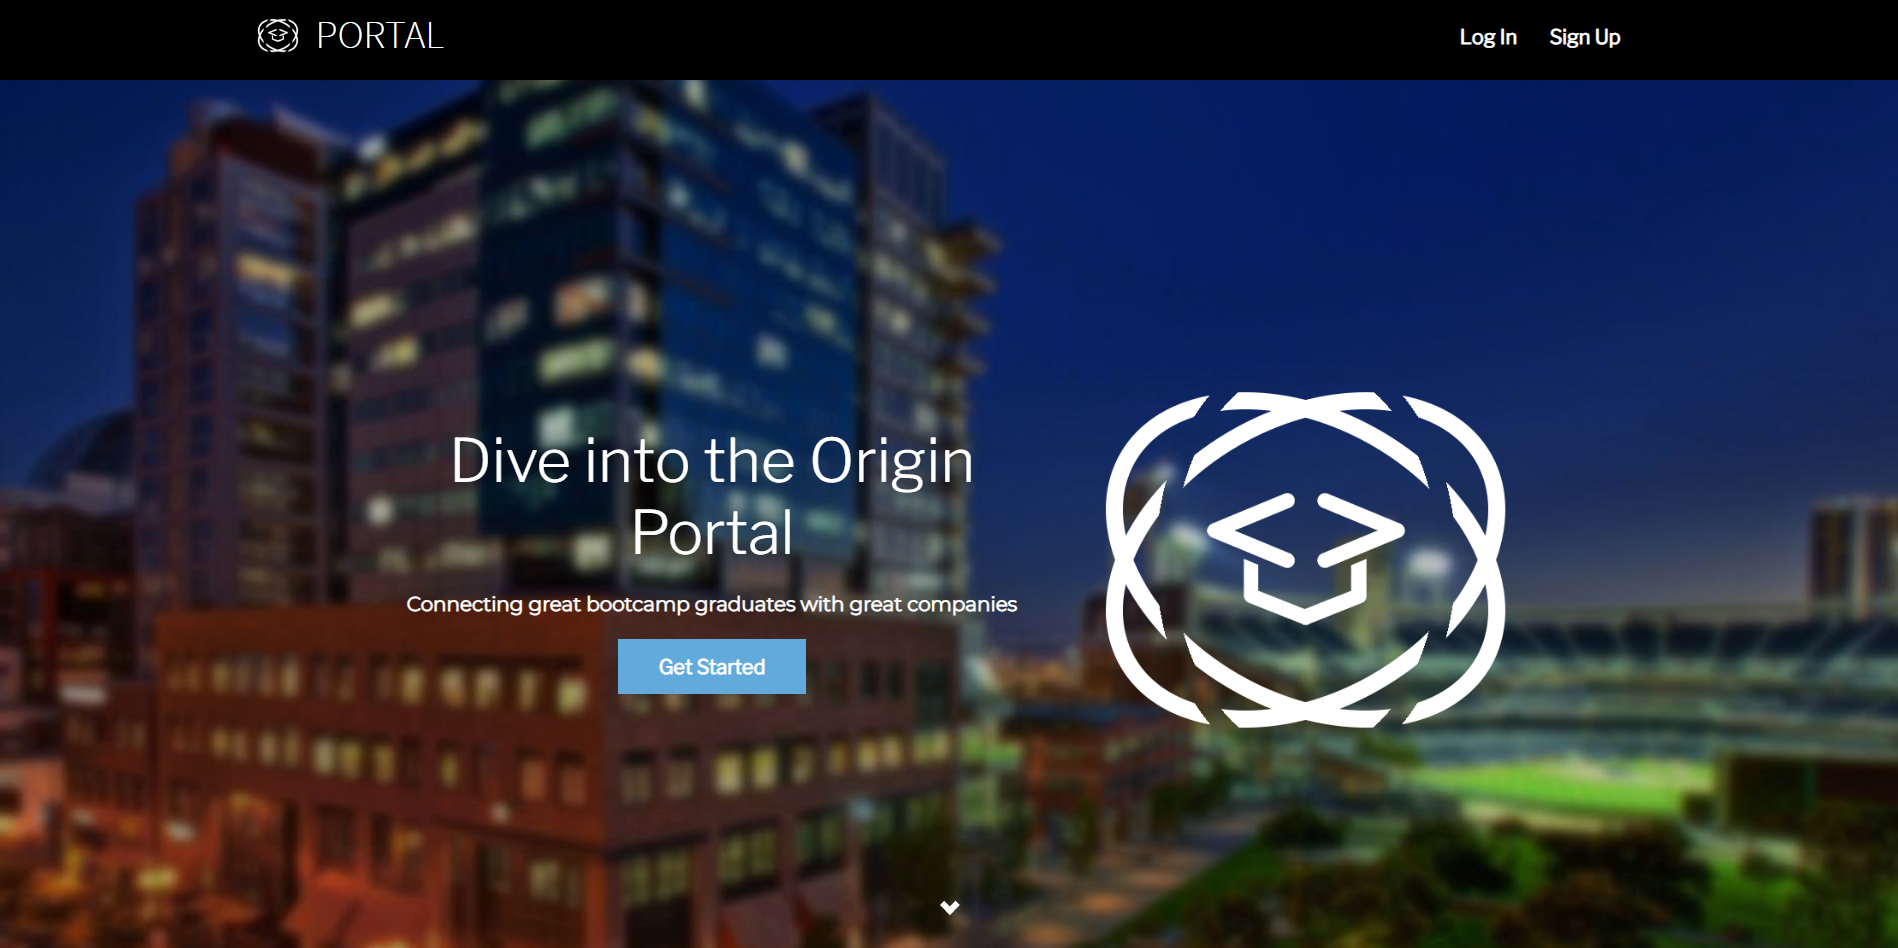 PORTAL
Log In
Sign Up
Dive into the Origin
Portal
Connecting great bootcamp graduates with great companies
Get Started